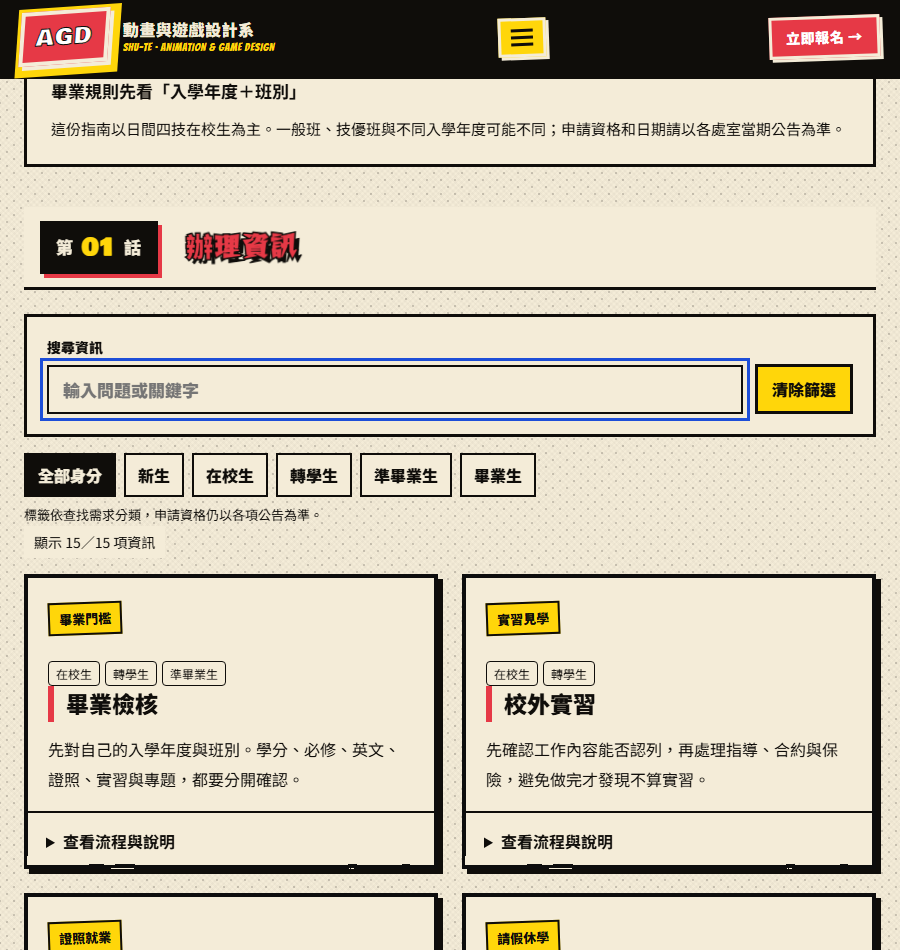 AGD
動畫與遊戲設計系
SHU-TE · ANIMATION & GAME DESIGN
立即報名 →
畢業規則先看「入學年度＋班別」
這份指南以日間四技在校生為主。一般班、技優班與不同入學年度可能不同；申請資格和日期請以各處室當期公告為準。
第 01 話
辦理資訊
搜尋資訊
輸入問題或關鍵字
清除篩選
全部身分
新生
在校生
轉學生
準畢業生
畢業生
標籤依查找需求分類，申請資格仍以各項公告為準。
顯示 15／15 項資訊
畢業門檻
在校生 轉學生 準畢業生
畢業檢核
先對自己的入學年度與班別。學分、必修、英文、
證照、實習與專題，都要分開確認。
▶ 查看流程與說明
實習見學
在校生 轉學生
校外實習
先確認工作內容能否認列，再處理指導、合約與保
險，避免做完才發現不算實習。
▶ 查看流程與說明
證照就業
請假休學